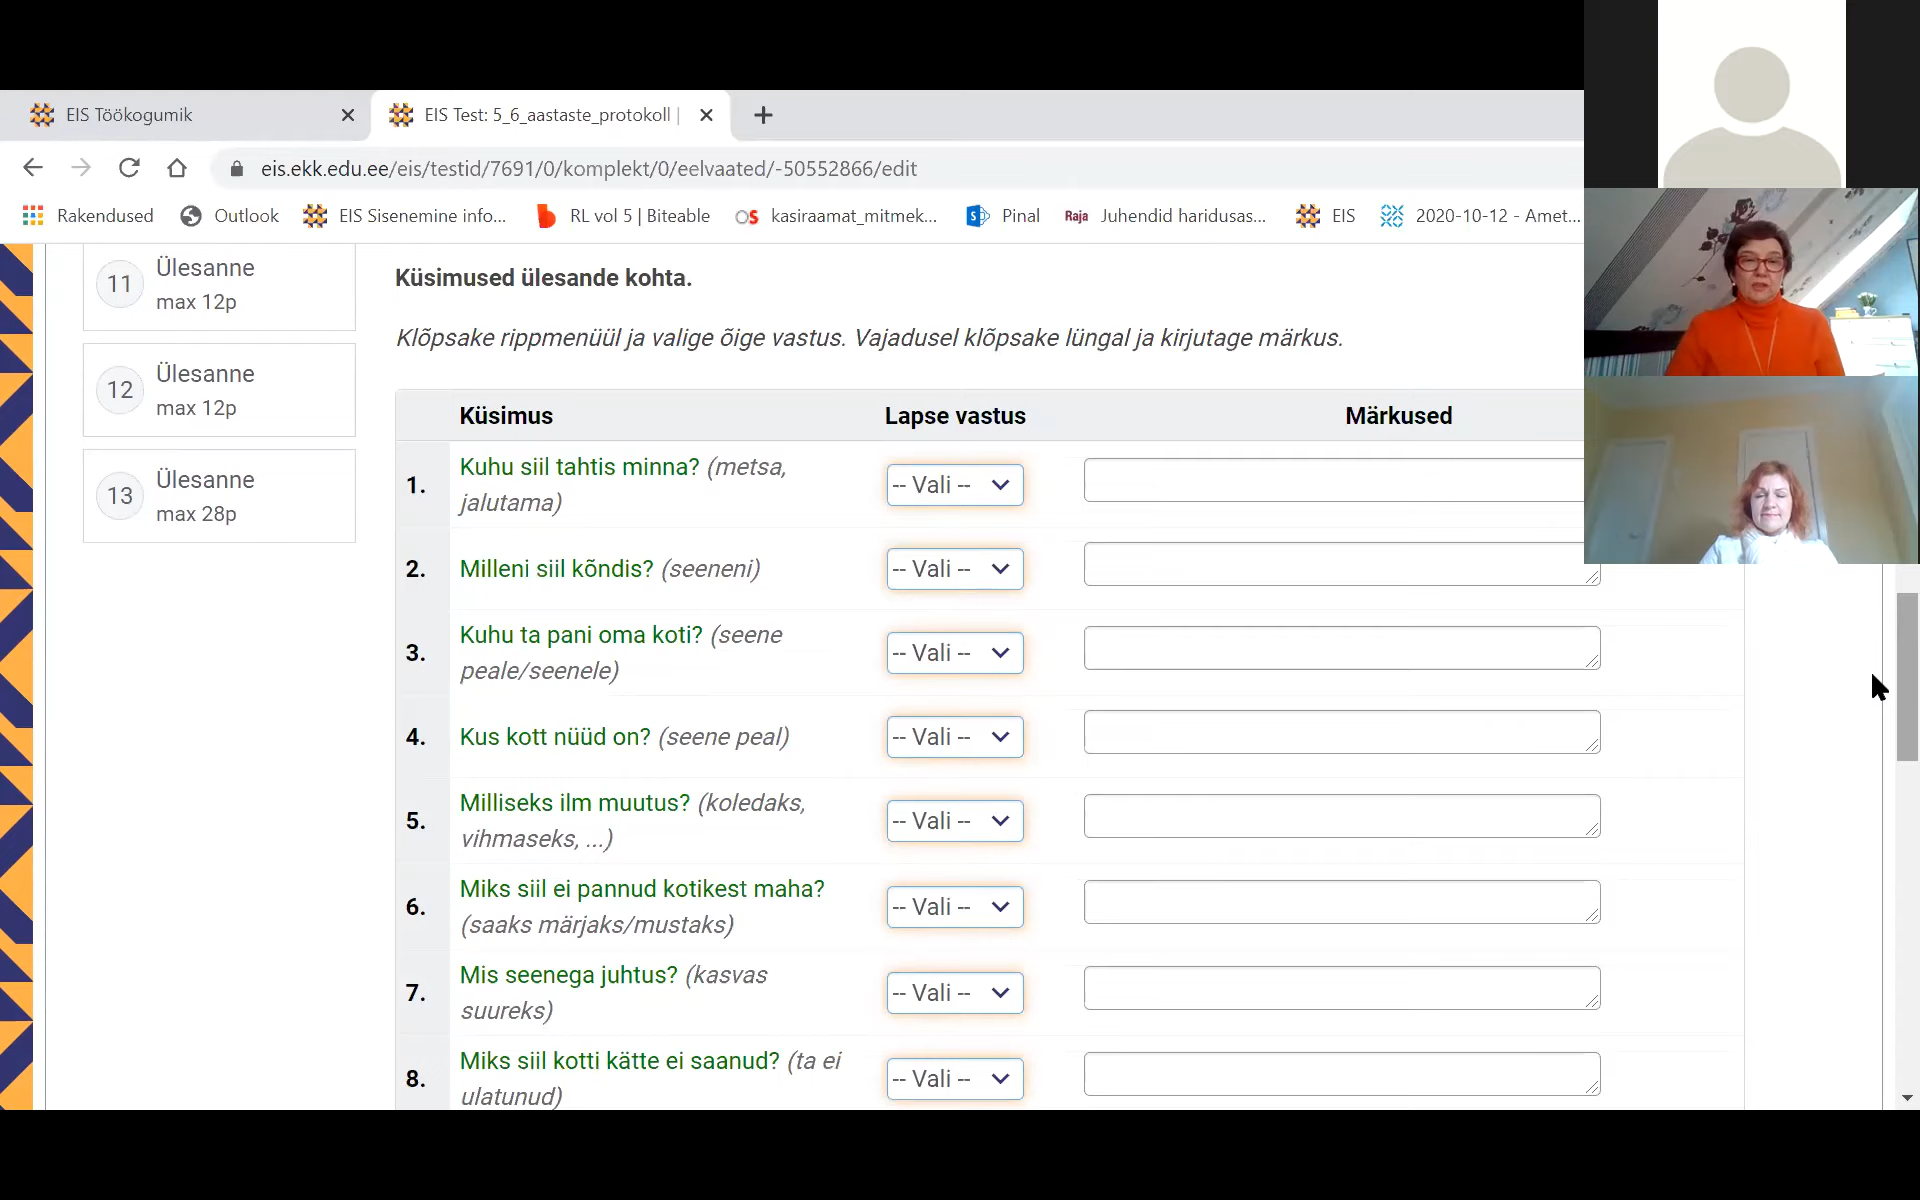 EIS Töökogumik
EIS Test: 5_6_aastaste_protokoll |
eis.ekk.edu.ee/eis/testid/7691/0/komplekt/0/eelvaated/-50552866/edit
Rakendused
Outlook
EIS Sisenemine info...
RL vol 5 | Biteable
OS kasiraamat_mitmek...
S Pinal
Raja Juhendid haridusas...
EIS
2020-10-12 - Amet...
11 Ülesanne
max 12p
12 Ülesanne
max 12p
13 Ülesanne
max 28p
Küsimused ülesande kohta.
Klõpsake rippmenüül ja valige õige vastus. Vajadusel klõpsake lüngal ja kirjutage märkus.
Küsimus Lapse vastus Märkused
1. Kuhu siil tahtis minna? (metsa,
jalutama)
-- Vali --
2. Milleni siil kõndis? (seeneni)
-- Vali --
3. Kuhu ta pani oma koti? (seene
peale/seenele)
-- Vali --
4. Kus kott nüüd on? (seene peal)
-- Vali --
5. Milliseks ilm muutus? (koledaks,
vihmaseks, ...)
-- Vali --
6. Miks siil ei pannud kotikest maha?
(saaks märjaks/mustaks)
-- Vali --
7. Mis seenega juhtus? (kasvas
suureks)
-- Vali --
8. Miks siil kotti kätte ei saanud? (ta ei
ulatunud)
-- Vali --